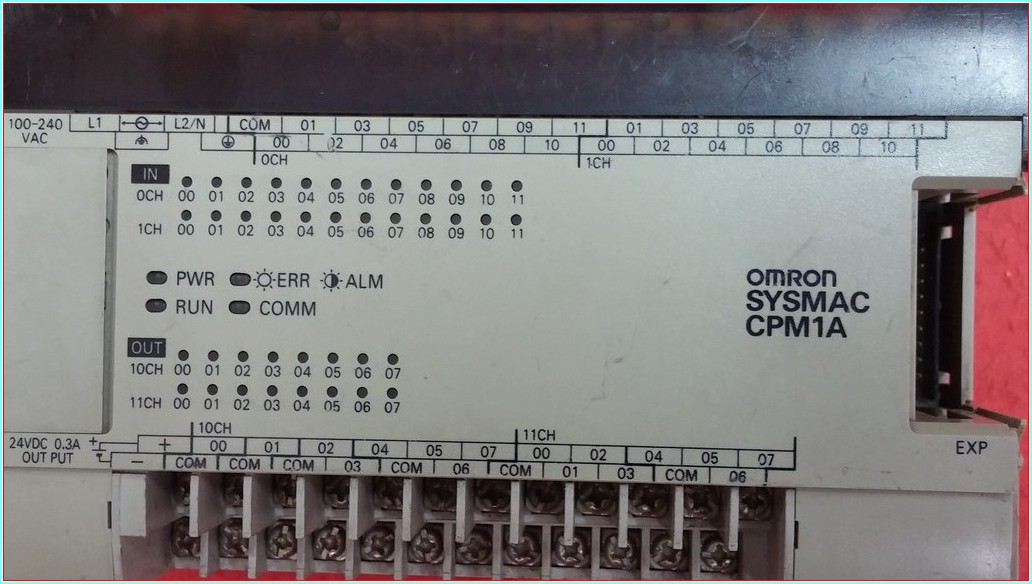 100-240 L1 L2/N COM 01 03 05 07 09 11 01 03 05 07 09 11
VAC 00 02 04 06 08 10 00 02 04 06 08 10
0CH 1CH
IN
0CH 00 01 02 03 04 05 06 07 08 09 10 11
1CH 00 01 02 03 04 05 06 07 08 09 10 11
PWR ERR ALM
RUN COMM
OMRON
SYSMAC
CPM1A
OUT
10CH 00 01 02 03 04 05 06 07
11CH 00 01 02 03 04 05 06 07
10CH 11CH
24VDC 0.3A + + 00 01 02 04 05 07 00 02 04 05 07
OUT PUT - - COM COM COM 03 COM 06 COM 01 03 COM 06
EXP